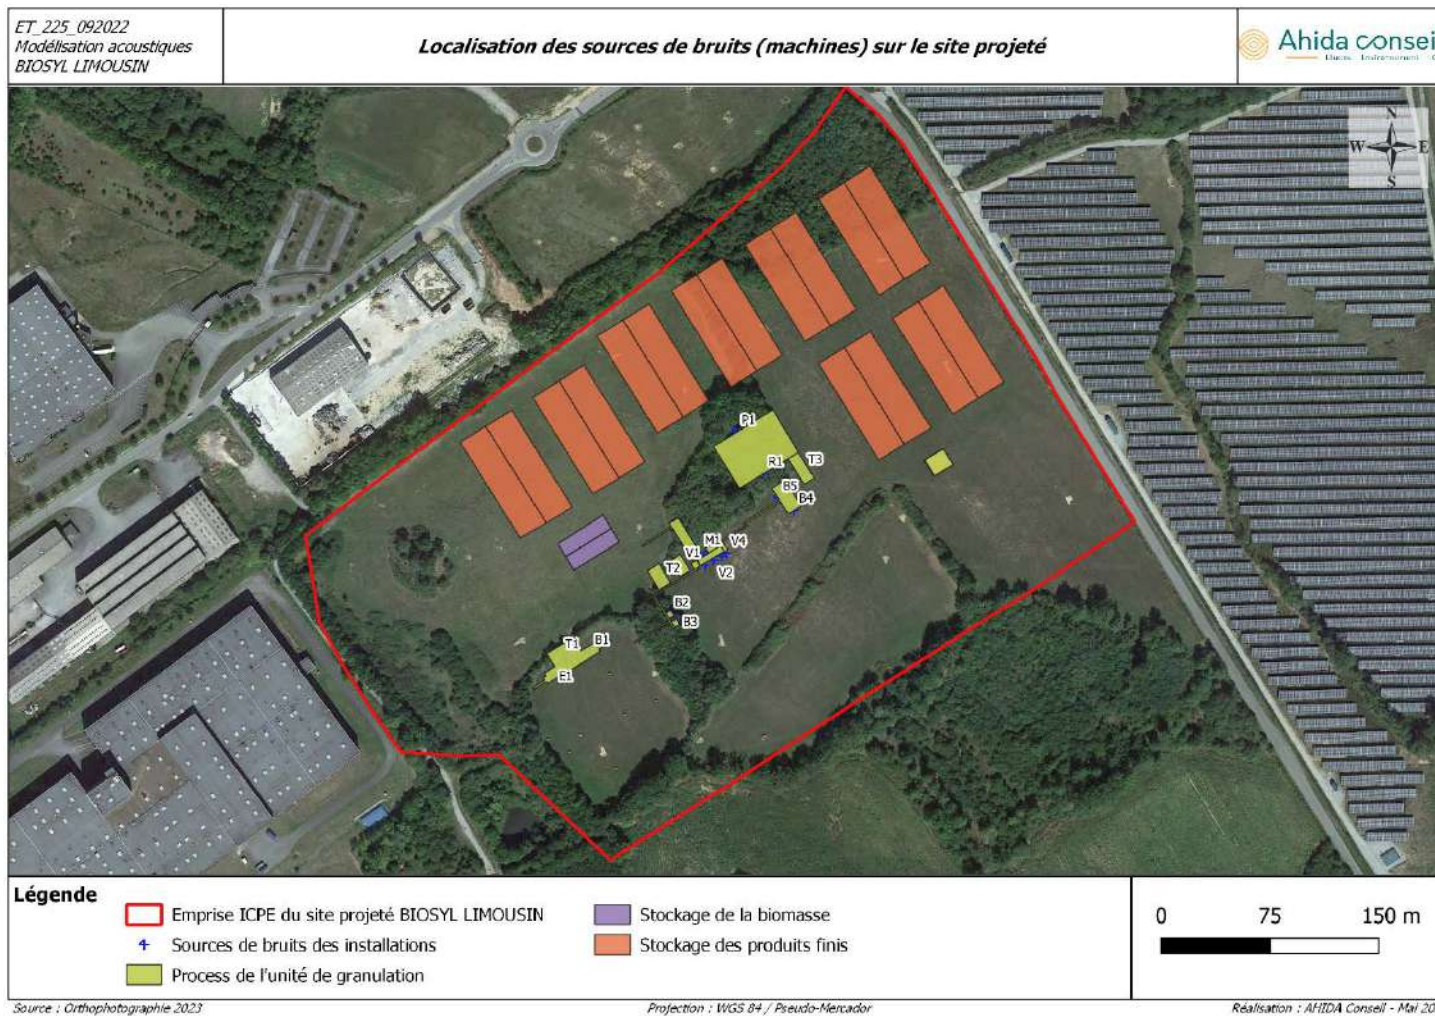 ET_225_092022
Modélisation acoustiques
BIOSYL LIMOUSIN
Localisation des sources de bruits (machines) sur le site projeté
Ahida consei
N
W E
S
P1
R1 T3
B5
B4
M1 V4
V1
T2 V2
B2
B3
T1 B1
E1
Légende
Emprise ICPE du site projeté BIOSYL LIMOUSIN
Sources de bruits des installations
Process de l'unité de granulation
Stockage de la biomasse
Stockage des produits finis
0 75 150 m
Source : Orthophotographie 2023
Projection : WGS 84 / Pseudo-Mercador
Réalisation : AHIDA Conseil - Mai 20